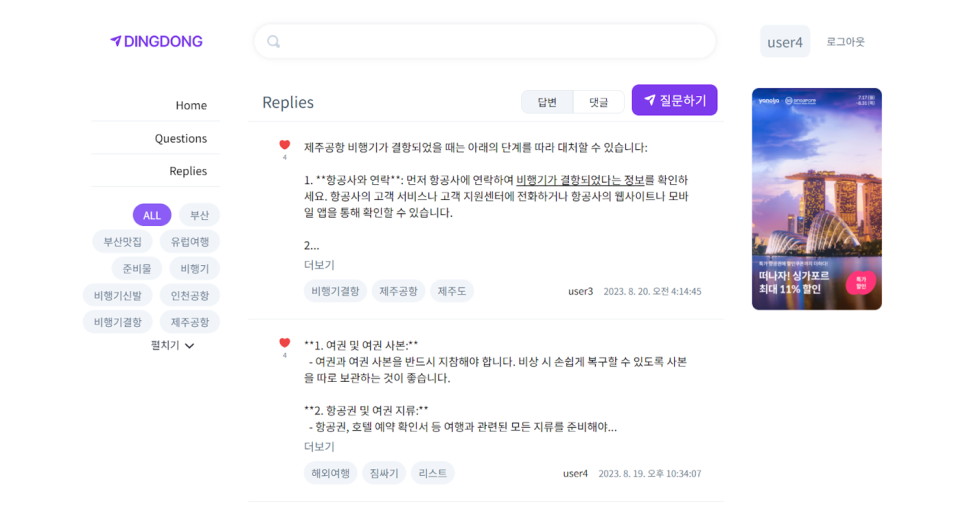 DINGDONG
user4
로그아웃
Home
Questions
Replies
ALL
부산
부산맛집
유럽여행
준비물
비행기
비행기신발
인천공항
비행기결항
제주공항
펼치기
Replies
답변
댓글
질문하기
4
제주공항 비행기가 결항되었을 때는 아래의 단계를 따라 대처할 수 있습니다:
1. **항공사와 연락**: 먼저 항공사에 연락하여 비행기가 결항되었다는 정보를 확인하
세요. 항공사의 고객 서비스나 고객 지원센터에 전화하거나 항공사의 웹사이트나 모바
일 앱을 통해 확인할 수 있습니다.
2...
더보기
비행기결항
제주공항
제주도
user3
2023. 8. 20. 오전 4:14:45
4
**1. 여권 및 여권 사본:**
- 여권과 여권 사본을 반드시 지참해야 합니다. 비상 시 손쉽게 복구할 수 있도록 사본
을 따로 보관하는 것이 좋습니다.
**2. 항공권 및 여권 지류:**
- 항공권, 호텔 예약 확인서 등 여행과 관련된 모든 지류를 준비해야...
더보기
해외여행
짐싸기
리스트
user4
2023. 8. 19. 오후 10:34:07
yanolja
떠나자! 싱가포르
최대 11% 할인
특가
할인